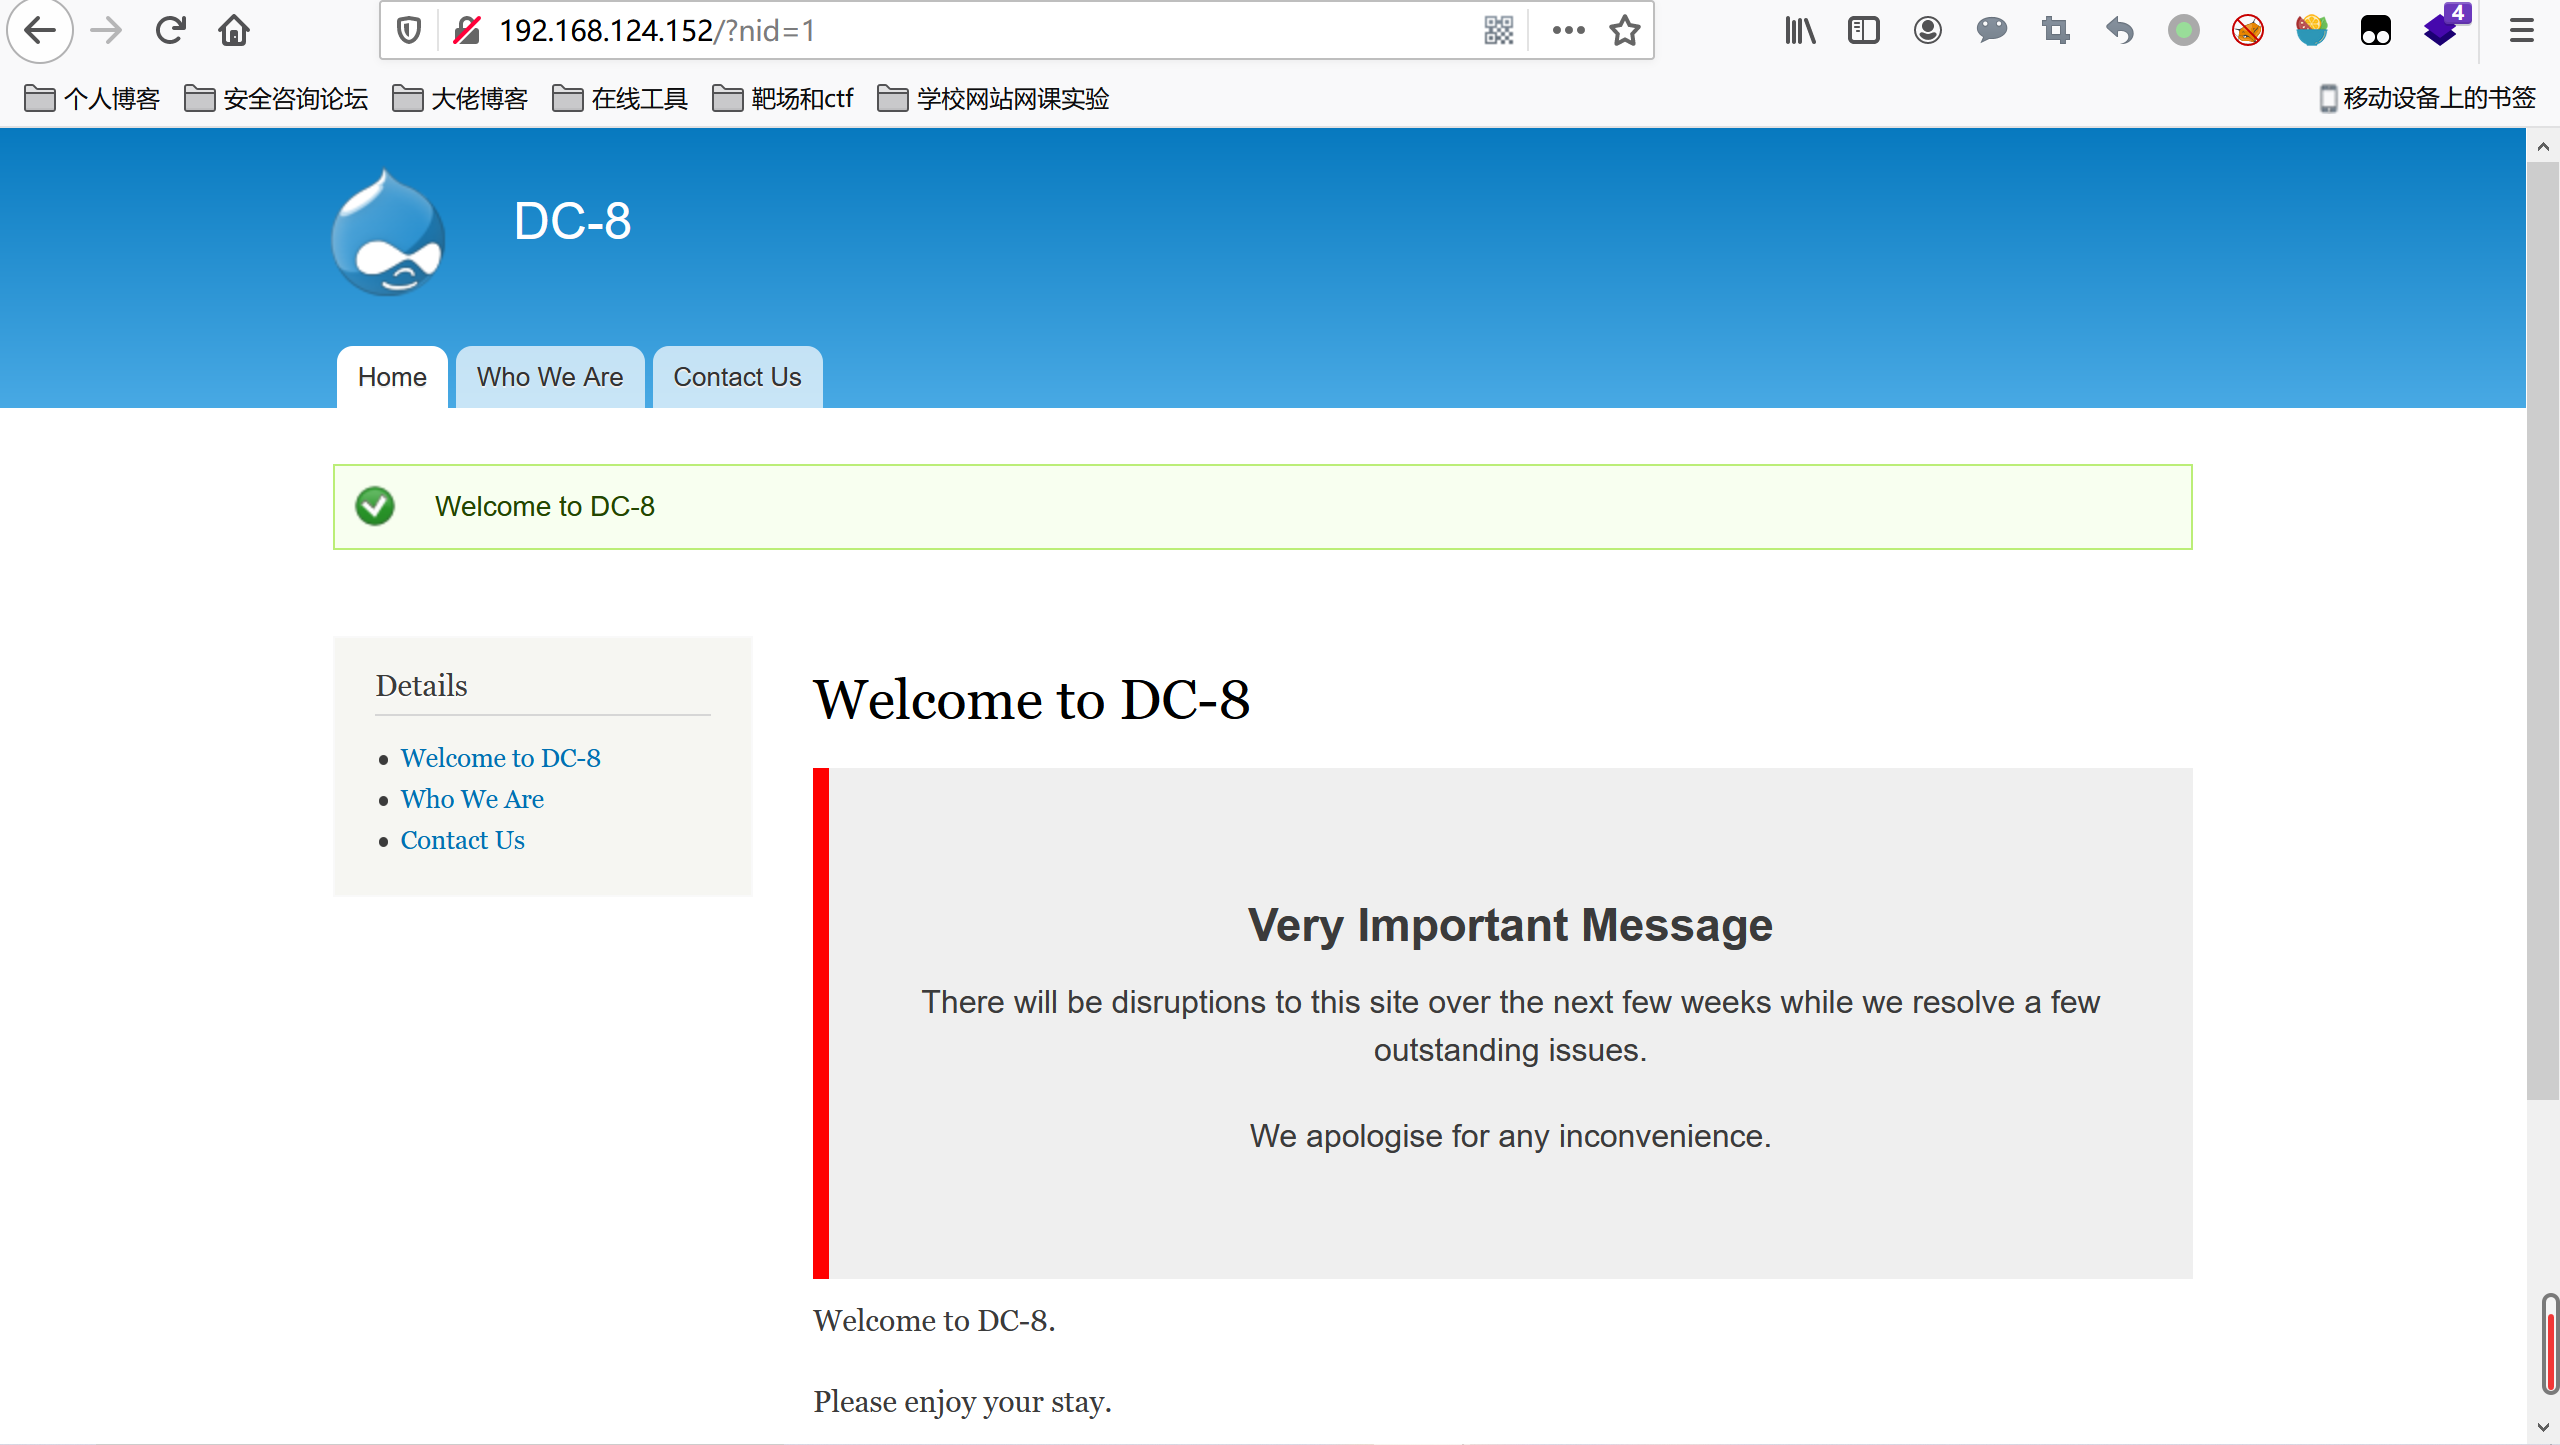 192.168.124.152/?nid=1
4
个人博客
安全咨询论坛
大佬博客
在线工具
靶场和ctf
学校网站网课实验
移动设备上的书签
DC-8
Home
Who We Are
Contact Us
Welcome to DC-8
Details
Welcome to DC-8
Who We Are
Contact Us
Welcome to DC-8
Very Important Message
There will be disruptions to this site over the next few weeks while we resolve a few
outstanding issues.
We apologise for any inconvenience.
Welcome to DC-8.
Please enjoy your stay.